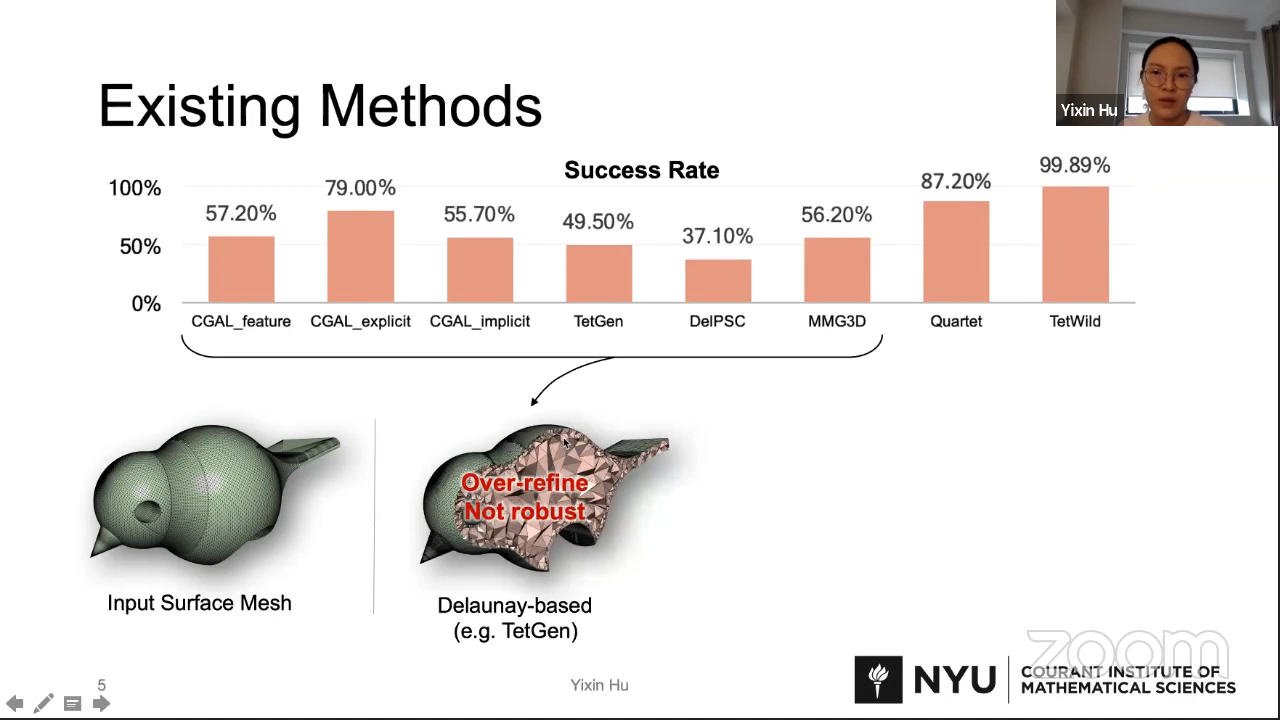 Yixin Hu
Existing Methods
Success Rate
100%
50%
0%
57.20%
79.00%
55.70%
49.50%
37.10%
56.20%
87.20%
99.89%
CGAL_feature
CGAL_explicit
CGAL_implicit
TetGen
DelPSC
MMG3D
Quartet
TetWild
Over-refine
Not robust
Input Surface Mesh
Delaunay-based
(e.g. TetGen)
zoom
5
Yixin Hu
NYU
COURANT INSTITUTE OF
MATHEMATICAL SCIENCES